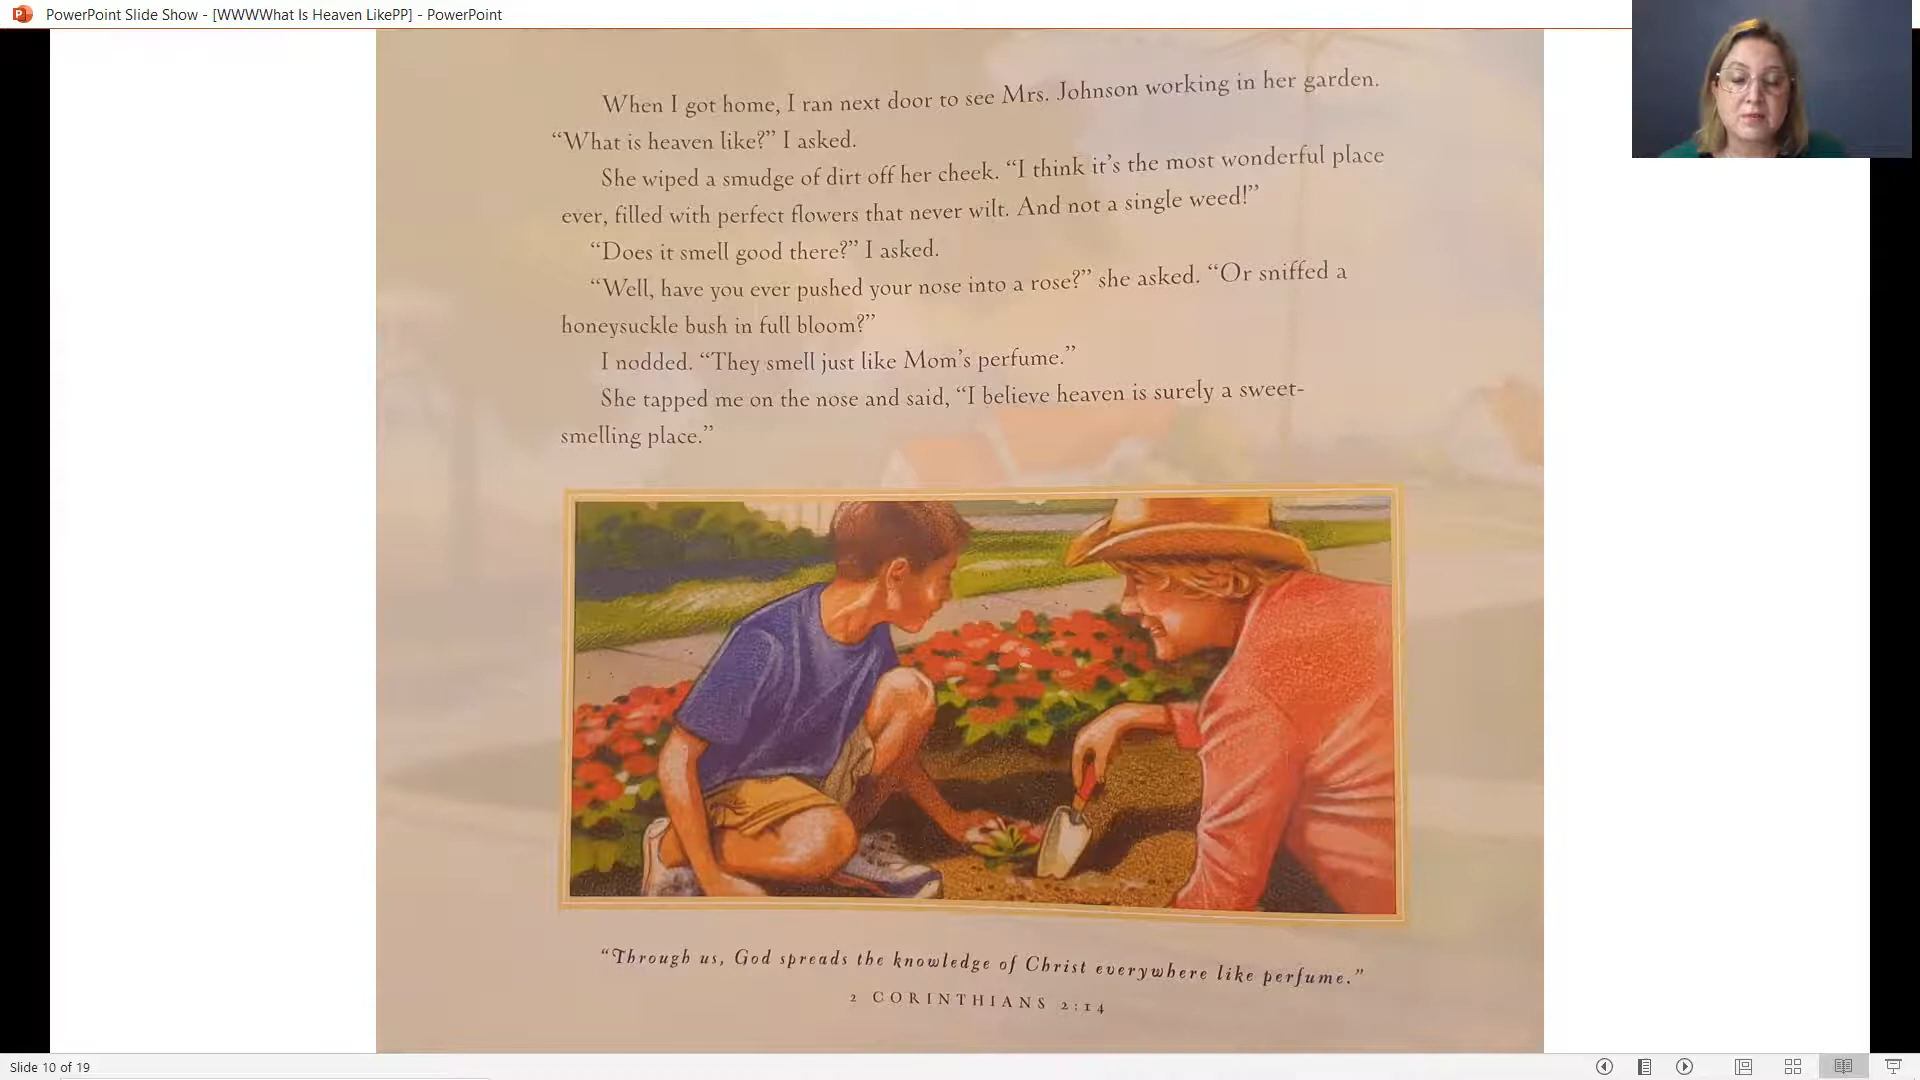 PowerPoint Slide Show - [WWWWhat Is Heaven LikePP] - PowerPoint
When I got home, I ran next door to see Mrs. Johnson working in her garden.
“What is heaven like?” I asked.
She wiped a smudge of dirt off her cheek. “I think it’s the most wonderful place
ever, filled with perfect flowers that never wilt. And not a single weed!”
“Does it smell good there?” I asked.
“Well, have you ever pushed your nose into a rose?” she asked. “Or sniffed a
honeysuckle bush in full bloom?”
I nodded. “They smell just like Mom’s perfume.”
She tapped me on the nose and said, “I believe heaven is surely a sweet-
smelling place.”
“Through us, God spreads the knowledge of Christ everywhere like perfume.”
2 CORINTHIANS 2:14
Slide 10 of 19